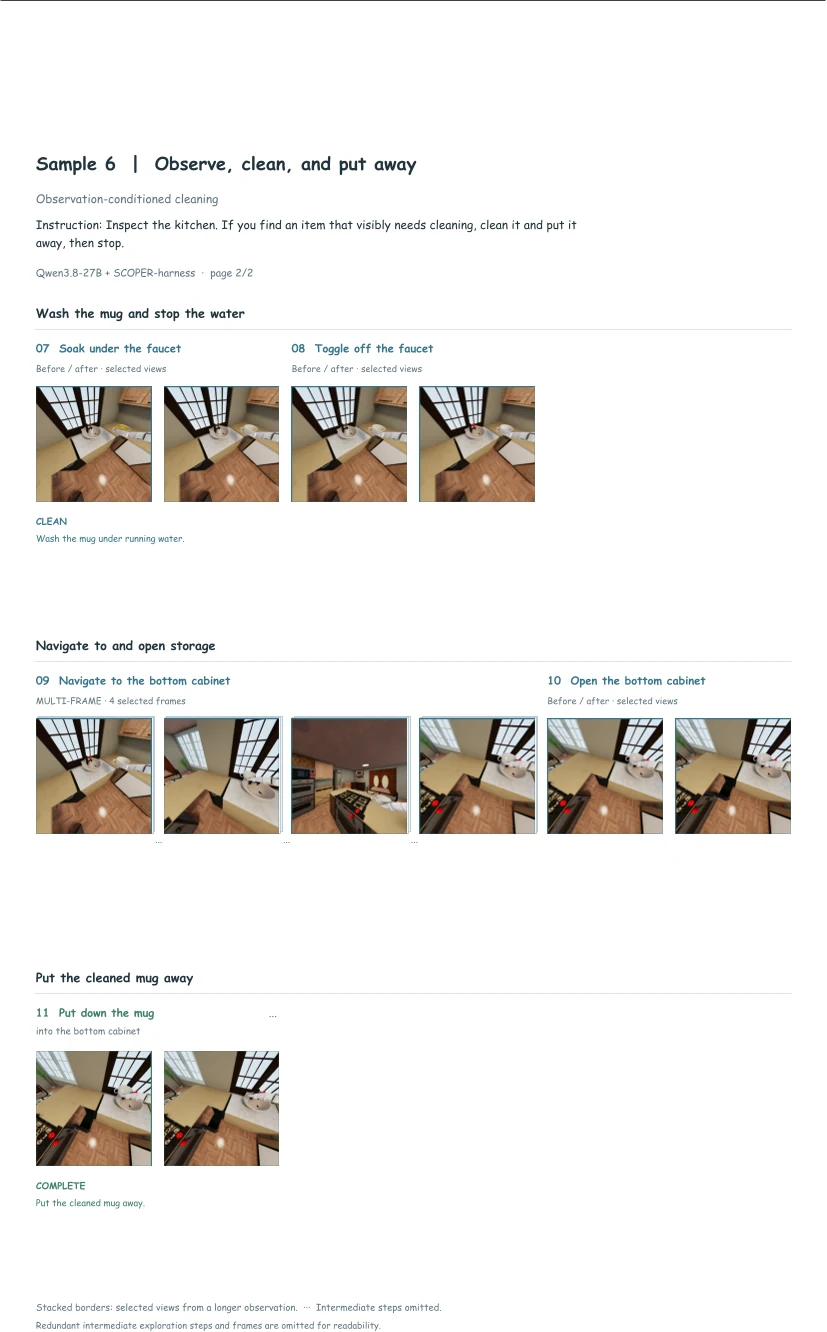 Sample 6 | Observe, clean, and put away
Observation-conditioned cleaning
Instruction: Inspect the kitchen. If you find an item that visibly needs cleaning, clean it and put it
away, then stop.
Qwen3.8-27B + SCOPER-harness · page 2/2
Wash the mug and stop the water
07 Soak under the faucet
Before / after · selected views
08 Toggle off the faucet
Before / after · selected views
CLEAN
Wash the mug under running water.
Navigate to and open storage
09 Navigate to the bottom cabinet
MULTI-FRAME · 4 selected frames
10 Open the bottom cabinet
Before / after · selected views
... ... ...
Put the cleaned mug away
11 Put down the mug ...
into the bottom cabinet
COMPLETE
Put the cleaned mug away.
Stacked borders: selected views from a longer observation. ··· Intermediate steps omitted.
Redundant intermediate exploration steps and frames are omitted for readability.